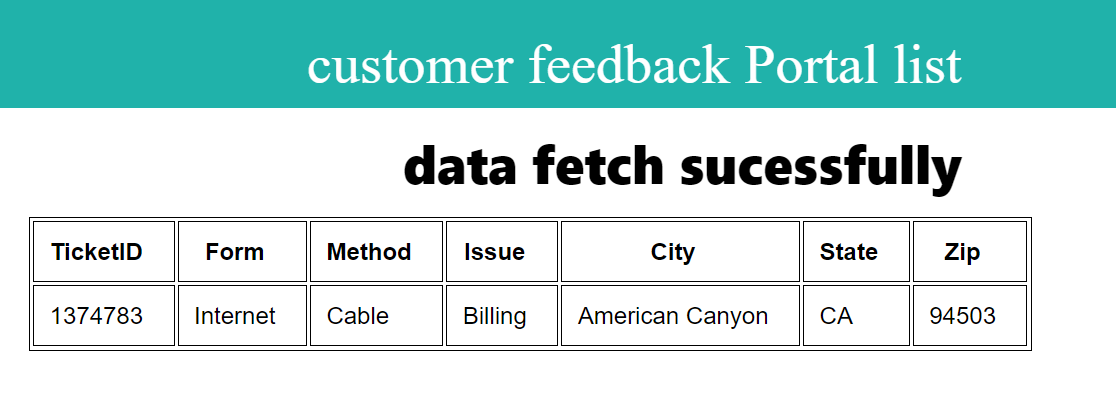 customer feedback Portal list
data fetch sucessfully
TicketID Form Method Issue City State Zip
1374783 Internet Cable Billing American Canyon CA 94503